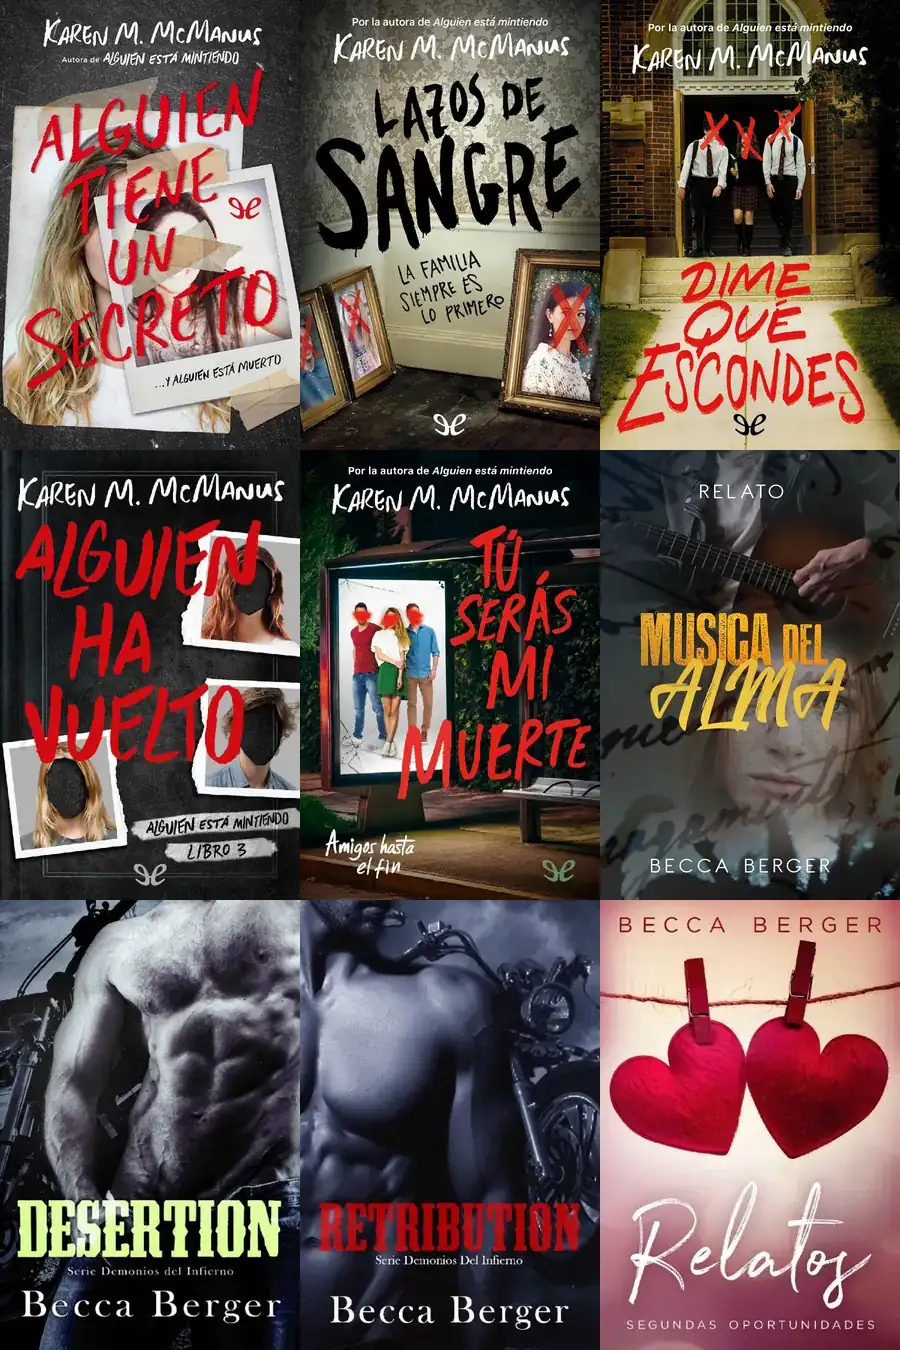 KAREN M. MCMANUS
Autora de ALGUIEN ESTÁ MINTIENDO
ALGUIEN
TIENE
UN
SECRETO
...Y ALGUIEN ESTÁ MUERTO
Por la autora de Alguien está mintiendo
KAREN M. MCMANUS
LAZOS DE
SANGRE
LA FAMILIA
SIEMPRE ES
LO PRIMERO
Por la autora de Alguien está mintiendo
KAREN M. MCMANUS
DIME
QUÉ
ESCONDES
KAREN M. MCMANUS
ALGUIEN
HA
VUELTO
ALGUIEN ESTÁ MINTIENDO
LIBRO 3
Por la autora de Alguien está mintiendo
KAREN M. MCMANUS
TÚ
SERÁS
MI
MUERTE
Amigos hasta
el fin
RELATO
MUSICA DEL
ALMA
BECCA BERGER
DESERTION
Serie Demonios del Infierno
Becca Berger
RETRIBUTION
Serie Demonios Del Infierno
Becca Berger
BECCA BERGER
Relatos
SEGUNDAS OPORTUNIDADES